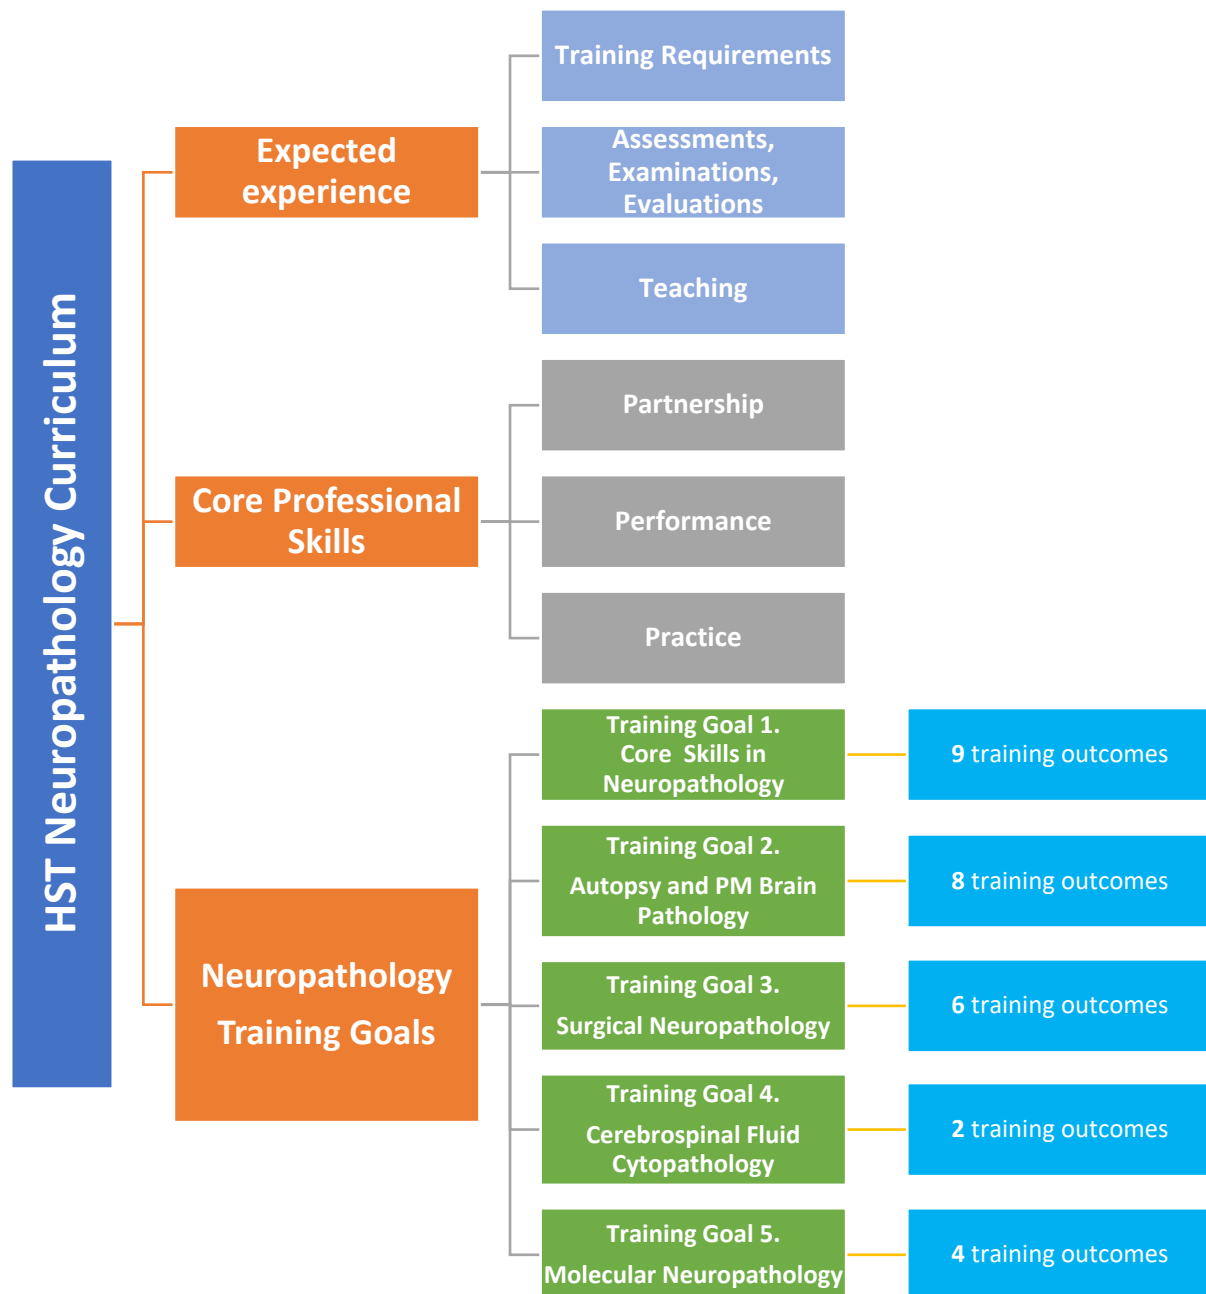 HST Neuropathology Curriculum
Expected
experience
Training Requirements
Assessments,
Examinations,
Evaluations
Teaching
Core Professional
Skills
Partnership
Performance
Practice
Neuropathology
Training Goals
Training Goal 1.
Core Skills in
Neuropathology
9 training outcomes
Training Goal 2.
Autopsy and PM Brain
Pathology
8 training outcomes
Training Goal 3.
Surgical Neuropathology
6 training outcomes
Training Goal 4.
Cerebrospinal Fluid
Cytopathology
2 training outcomes
Training Goal 5.
Molecular Neuropathology
4 training outcomes